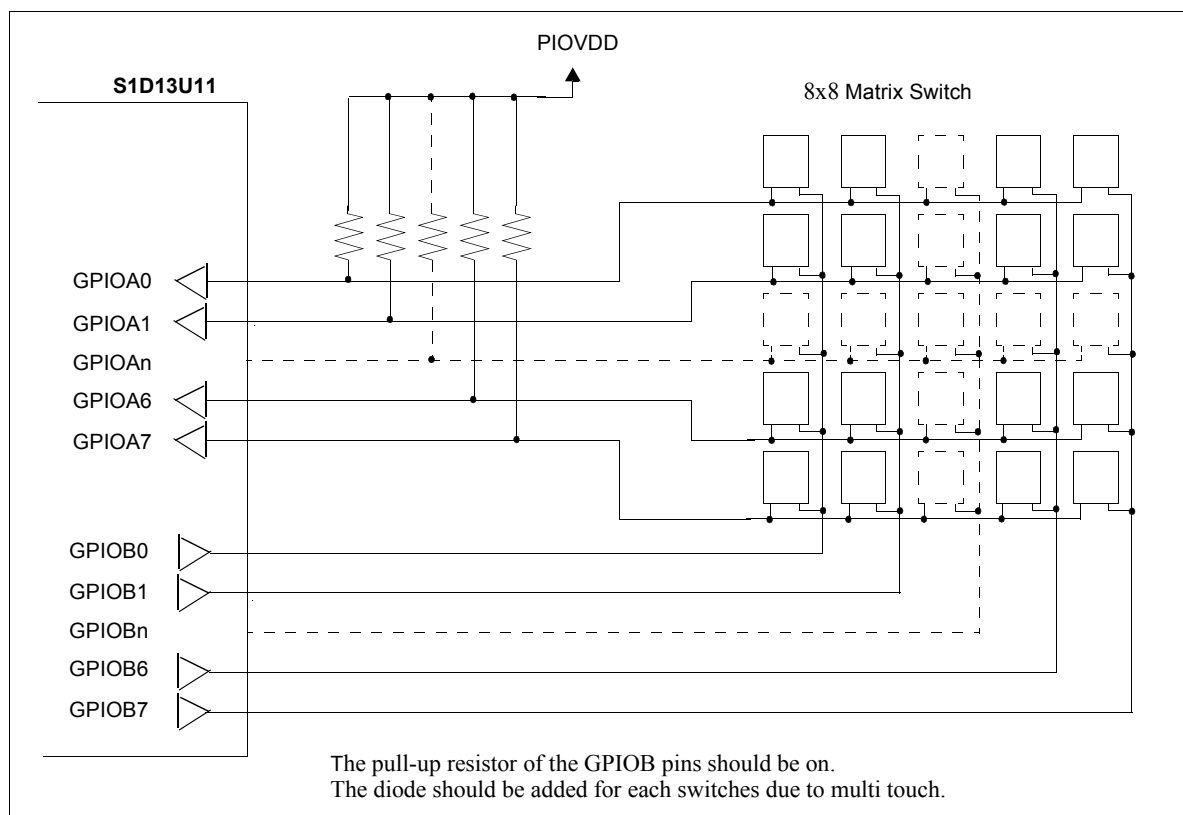 PIOVDD
S1D13U11
8x8 Matrix Switch
GPIOA0
GPIOA1
GPIOAn
GPIOA6
GPIOA7
GPIOB0
GPIOB1
GPIOBn
GPIOB6
GPIOB7
The pull-up resistor of the GPIOB pins should be on.
The diode should be added for each switches due to multi touch.